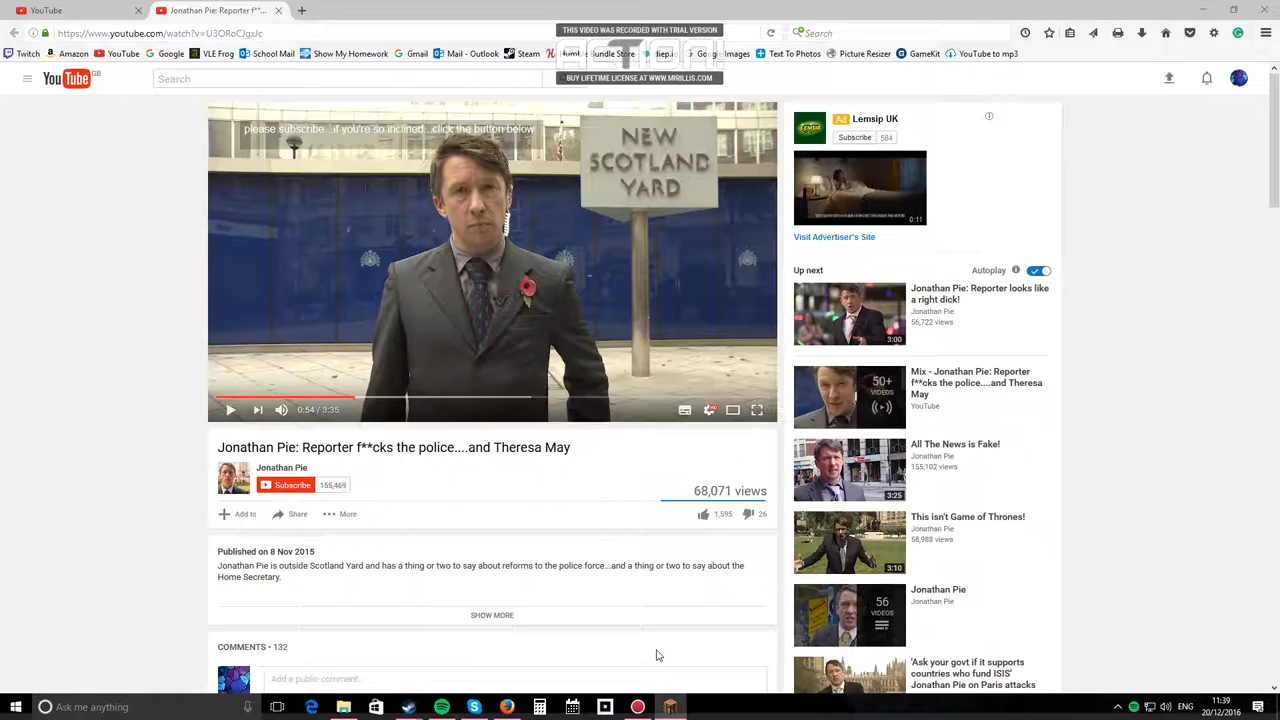 YouTube
Jonathan Pie: Reporter f**...
THIS VIDEO WAS RECORDED WITH TRIAL VERSION
https://www.youtube.com/watch?v=U3ORoCJgxJc
Search
Twitch
Amazon
YouTube
Google
VLE Fro
School Mail
Show My Home...
Gmail
Mail - Outlook
Steam
Humble Bundle Store
diep.io
Google Images
Text To Photos
Picture Resizer
GameKit
YouTube to mp3
BUY LIFETIME LICENSE AT WWW.MIRILLIS.COM
YouTube GB
Search
please subscribe...if you're so inclined...click the button below
NEW
SCOTLAND
YARD
0:54 / 3:35
HD
Jonathan Pie: Reporter f**cks the police....and Theresa May
Jonathan Pie
Subscribe 155,469
68,071 views
Add to Share More 1,595 26
Published on 8 Nov 2015
Jonathan Pie is outside Scotland Yard and has a thing or two to say about reforms to the police force...and a thing or two to say about the
Home Secretary.
SHOW MORE
COMMENTS • 132
Add a public comment...
LEMSIP
Ad Lemsip UK
Subscribe 564
0:11
Visit Advertiser's Site
Up next
Autoplay
Jonathan Pie: Reporter looks like
a right dick!
Jonathan Pie
56,722 views
3:00
50+
VIDEOS
Mix - Jonathan Pie: Reporter
f**cks the police....and Theresa
May
YouTube
All The News is Fake!
Jonathan Pie
155,102 views
3:25
This isn't Game of Thrones!
Jonathan Pie
58,988 views
3:10
56
VIDEOS
Jonathan Pie
Jonathan Pie
'Ask your govt if it supports
countries who fund ISIS'
Jonathan Pie on Paris attacks
Ask me anything
ENG
11:39
20/12/2016